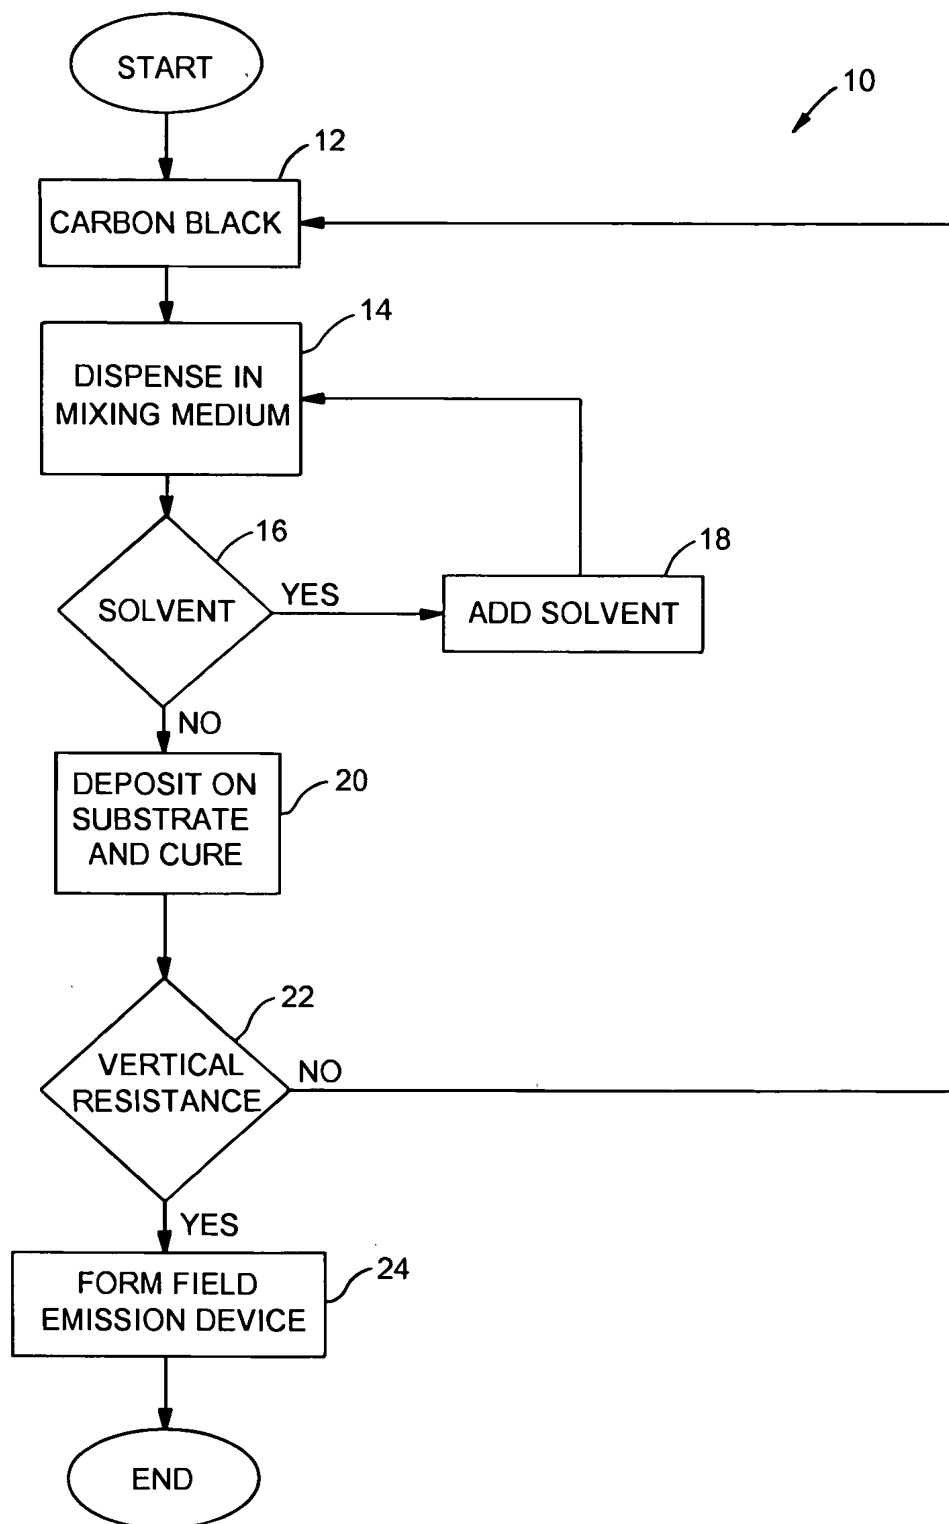 START
10
12
CARBON BLACK
14
DISPENSE IN
MIXING MEDIUM
16
SOLVENT
YES
18
ADD SOLVENT
NO
DEPOSIT ON
SUBSTRATE
AND CURE
20
22
VERTICAL
RESISTANCE
NO
YES
FORM FIELD
EMISSION DEVICE
24
END